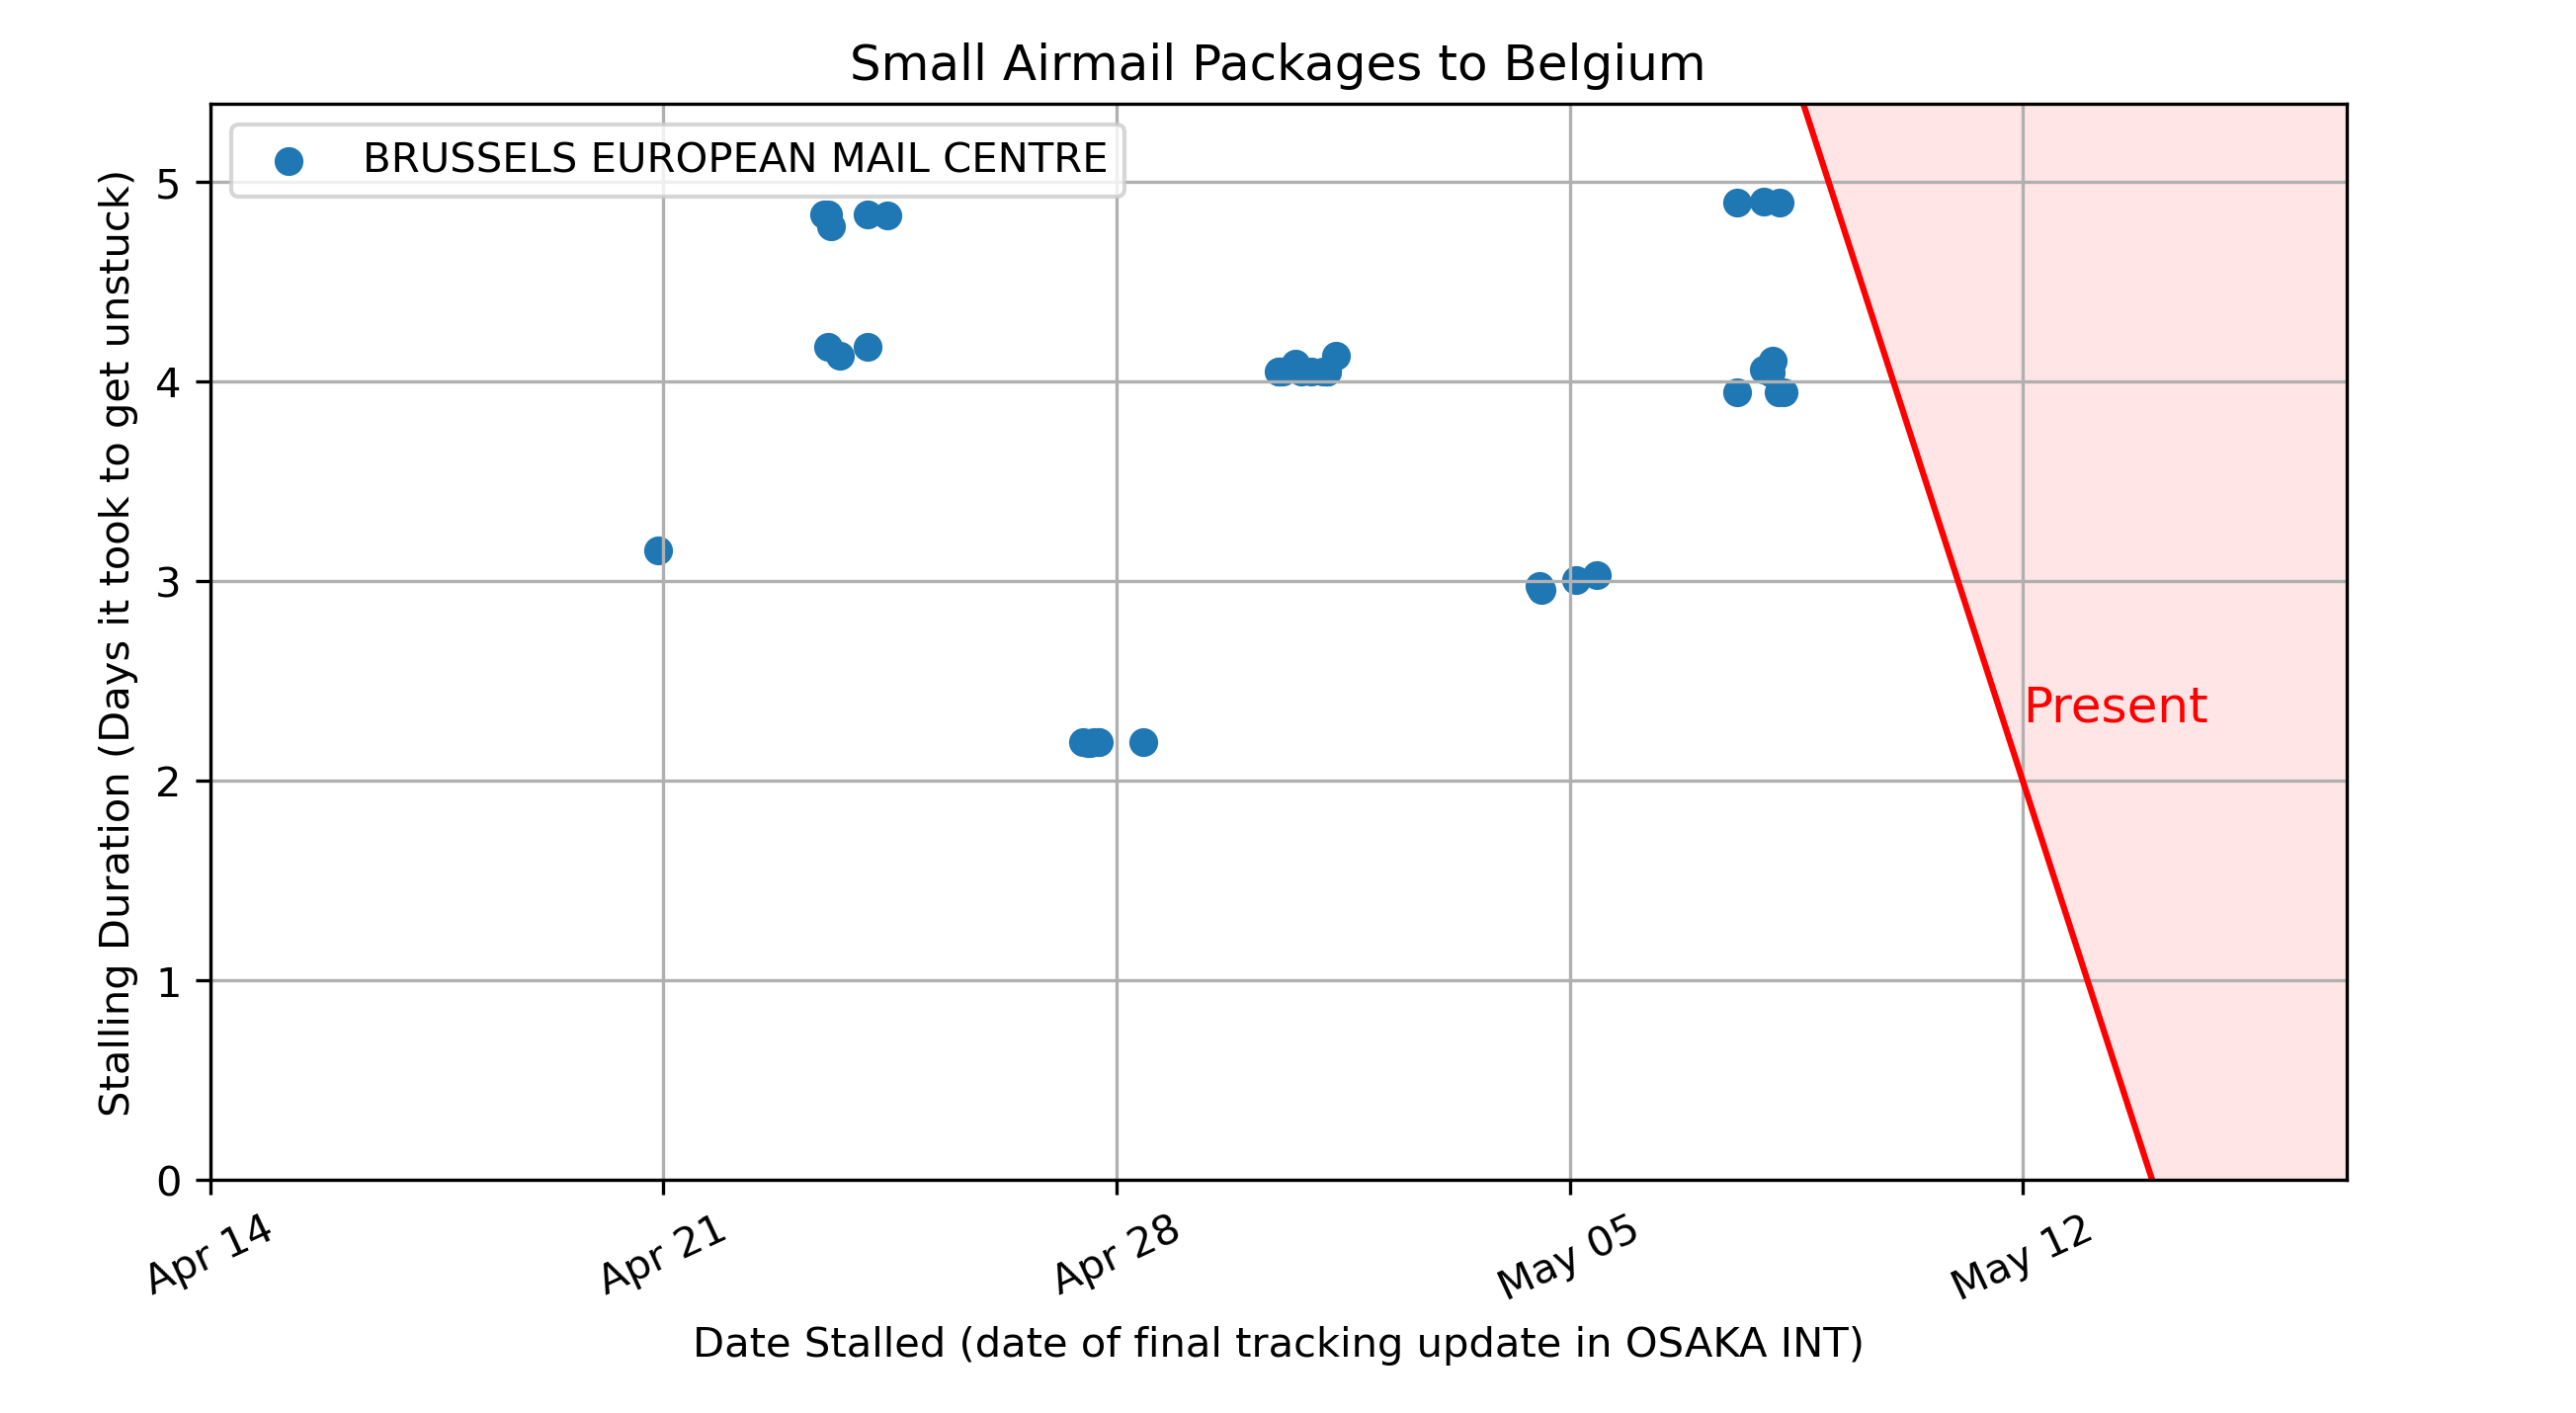 Small Airmail Packages to Belgium
BRUSSELS EUROPEAN MAIL CENTRE
Stalling Duration (Days it took to get unstuck)
5
4
3
2
1
0
Present
Apr 14
Apr 21
Apr 28
May 05
May 12
Date Stalled (date of final tracking update in OSAKA INT)